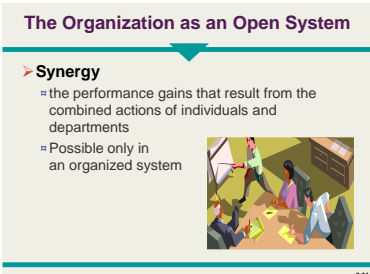 The Organization as an Open System
Synergy
the performance gains that result from the
combined actions of individuals and
departments
Possible only in
an organized system